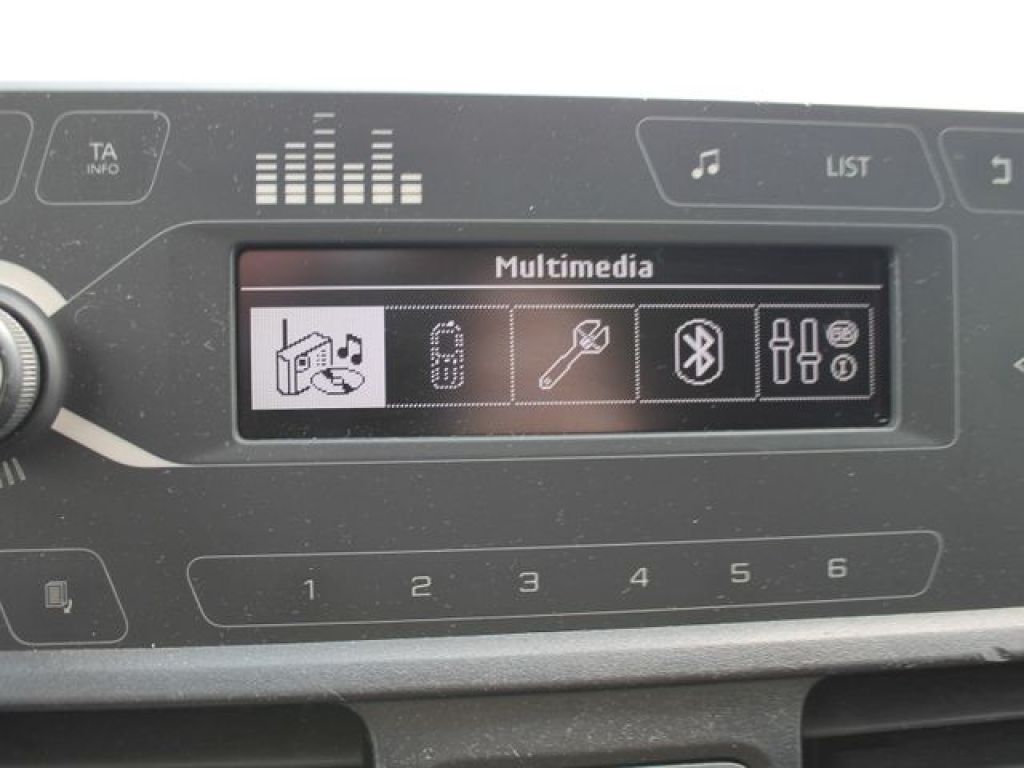 TA
INFO
LIST
Multimedia
1 2 3 4 5 6